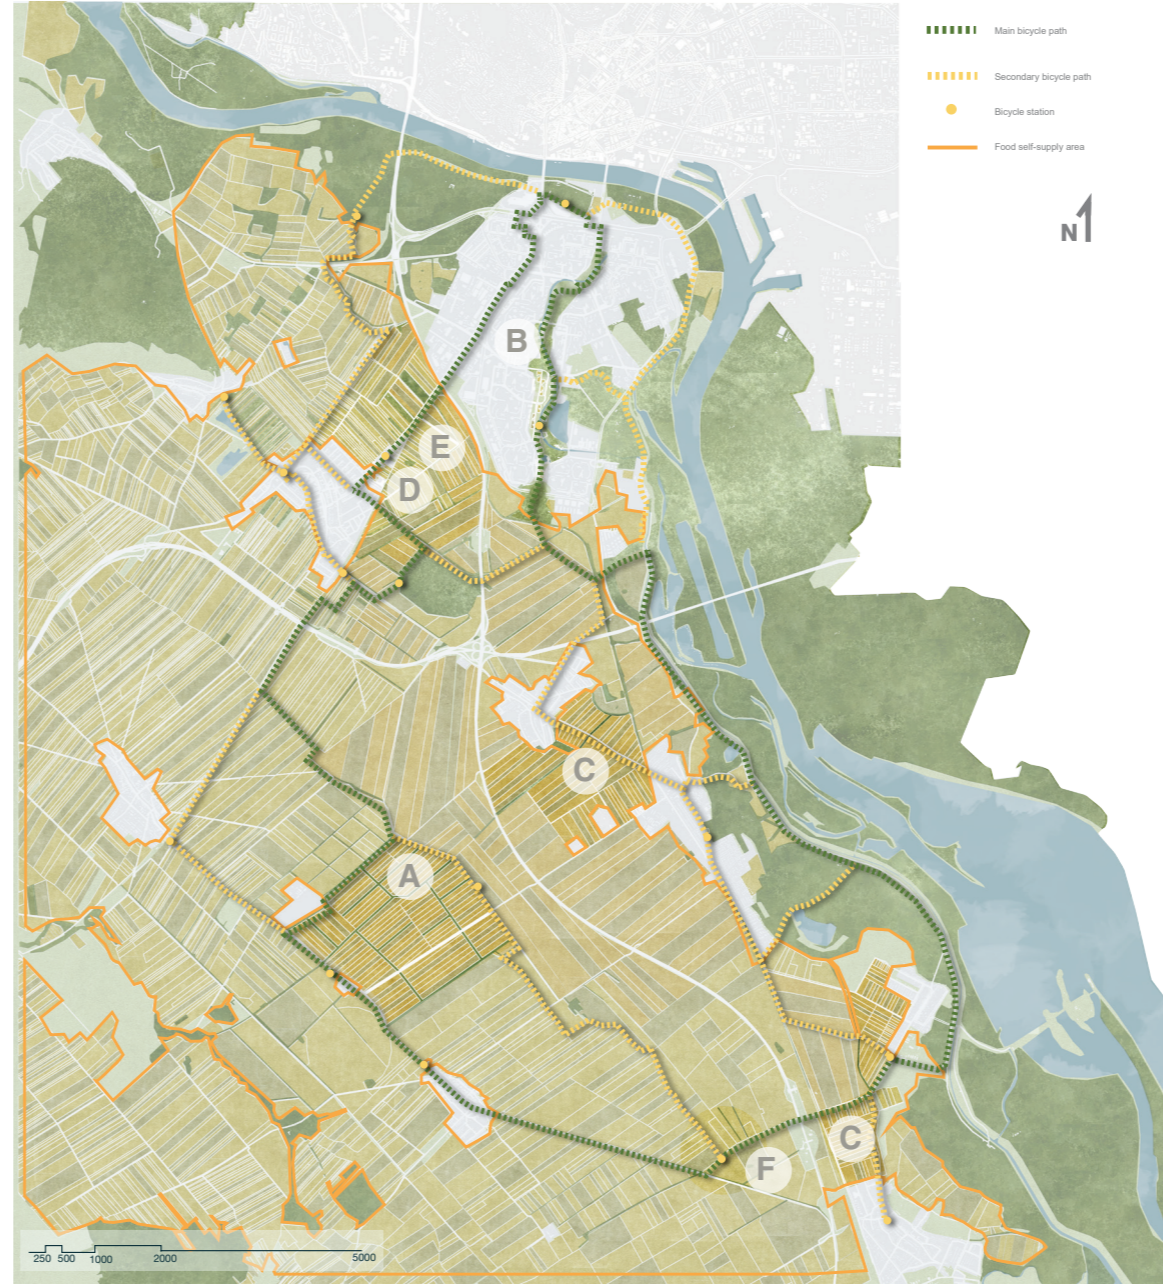 Main bicycle path
Secondary bicycle path
Bicycle station
Food self-supply area
N
B
E
D
C
A
C
F
250 500 1000 2000 5000